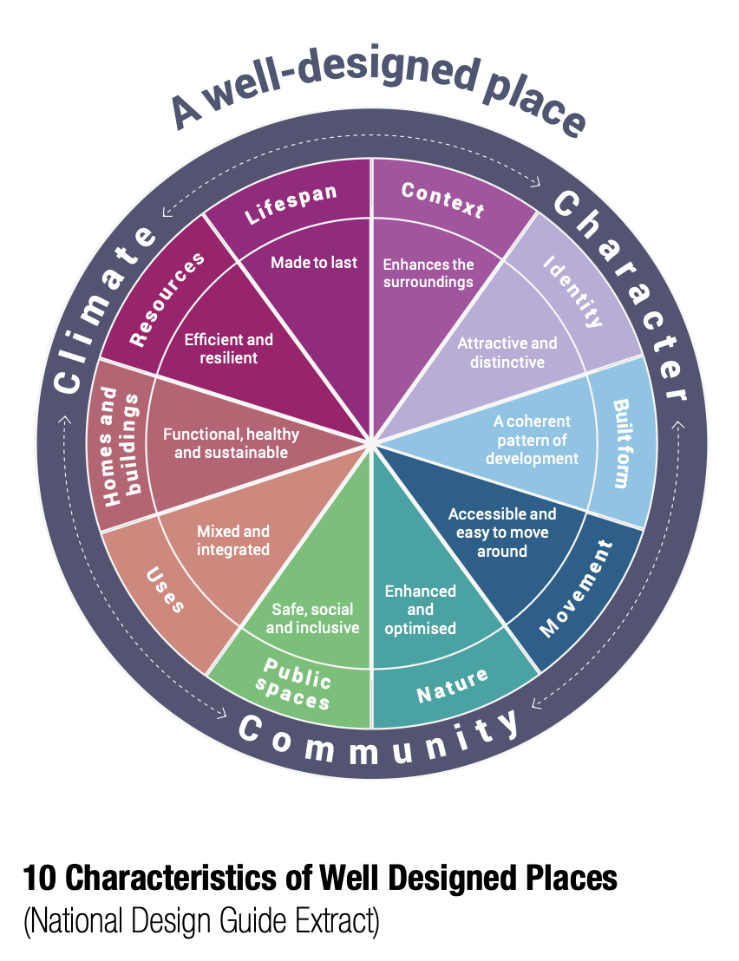 A well-designed place
Climate
Character
Community
Context
Enhances the
surroundings
Identity
Attractive and
distinctive
Built form
A coherent
pattern of
development
Movement
Accessible and
easy to move
around
Nature
Enhanced
and
optimised
Public
spaces
Safe, social
and inclusive
Uses
Mixed and
integrated
Homes and
buildings
Functional, healthy
and sustainable
Resources
Efficient and
resilient
Lifespan
Made to last
10 Characteristics of Well Designed Places
(National Design Guide Extract)